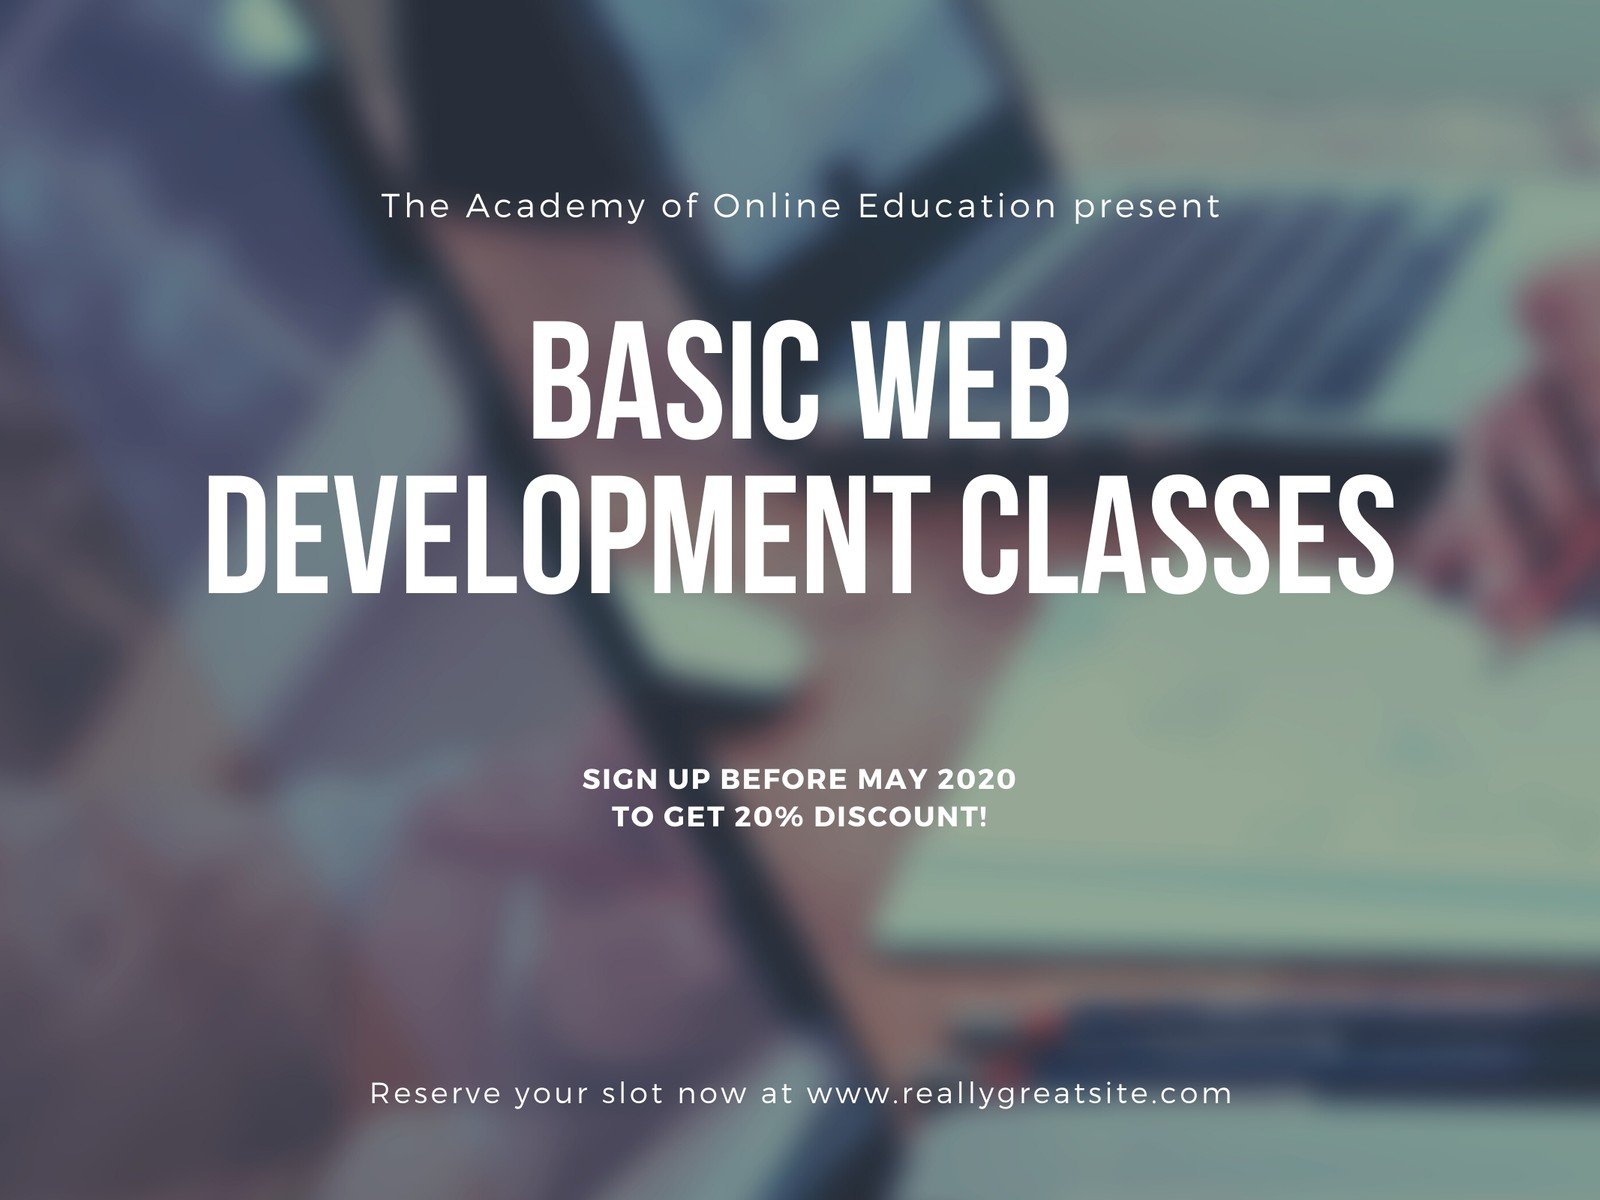 The Academy of Online Education present
BASIC WEB
DEVELOPMENT CLASSES
SIGN UP BEFORE MAY 2020
TO GET 20% DISCOUNT!
Reserve your slot now at www.reallygreatsite.com